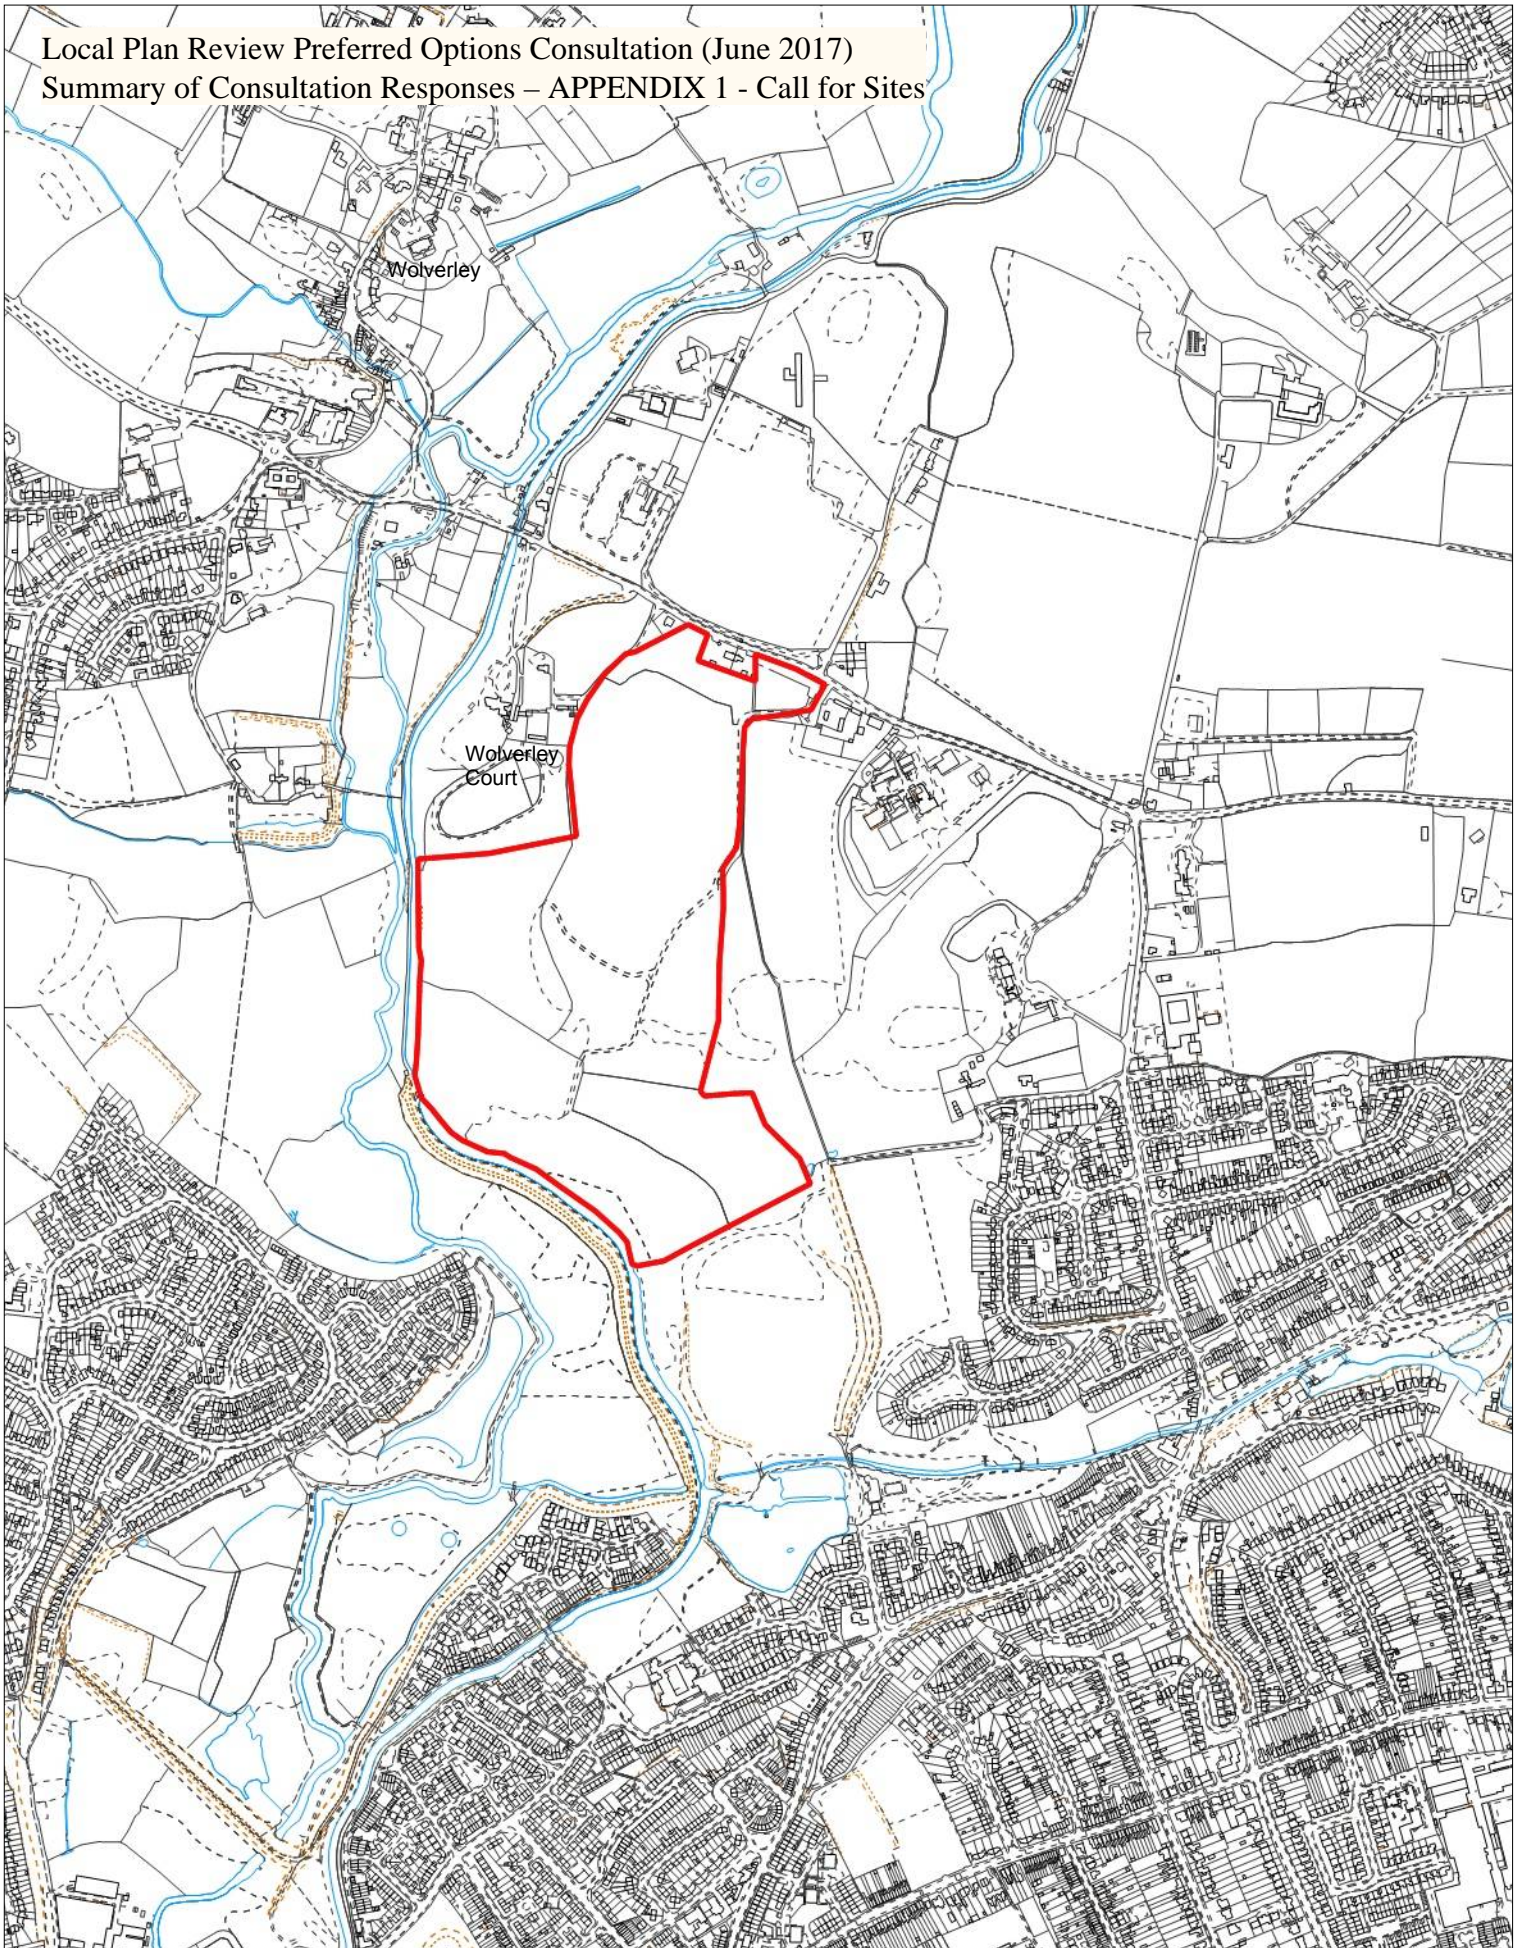 Local Plan Review Preferred Options Consultation (June 2017)
Summary of Consultation Responses – APPENDIX 1 - Call for Sites
Wolverley
Wolverley
Court